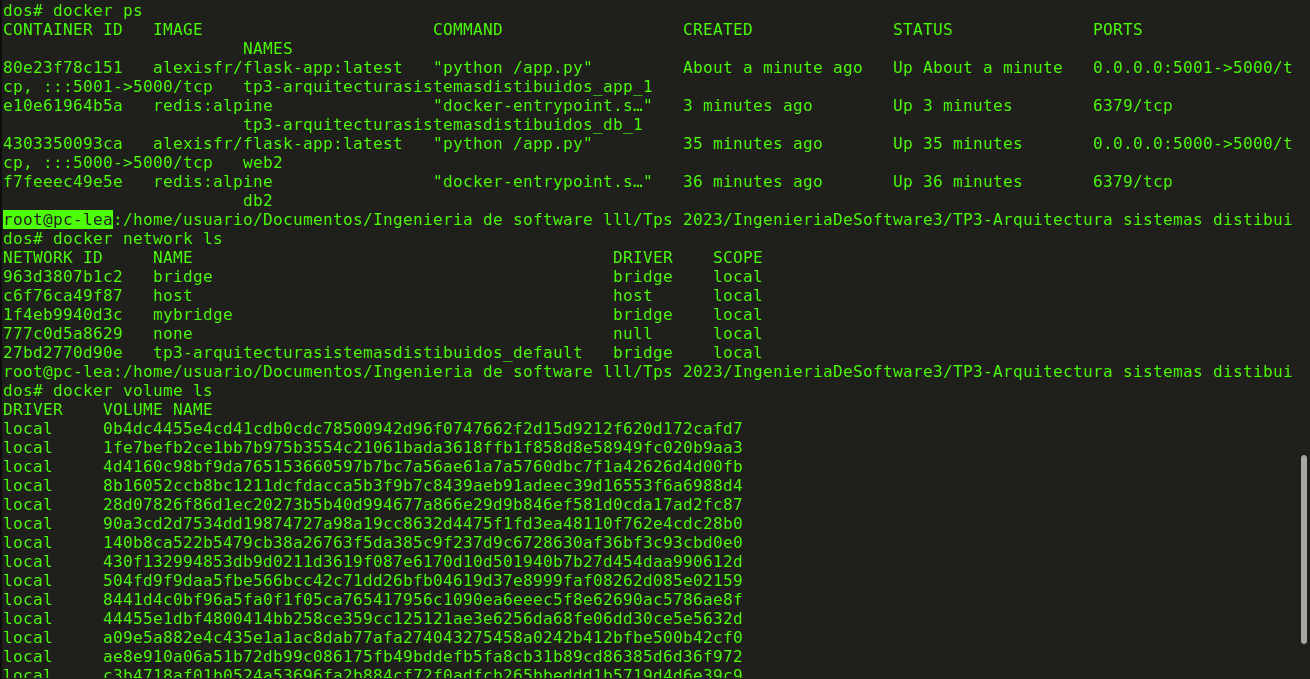 dos# docker ps
CONTAINER ID   IMAGE                       COMMAND                  CREATED              STATUS              PORTS
                        NAMES
80e23f78c151   alexisfr/flask-app:latest   "python /app.py"         About a minute ago   Up About a minute   0.0.0.0:5001->5000/t
cp, :::5001->5000/tcp   tp3-arquitecturasistemasdistibuidos_app_1
e10e61964b5a   redis:alpine                "docker-entrypoint.s…"   3 minutes ago        Up 3 minutes        6379/tcp
                        tp3-arquitecturasistemasdistibuidos_db_1
4303350093ca   alexisfr/flask-app:latest   "python /app.py"         35 minutes ago       Up 35 minutes       0.0.0.0:5000->5000/t
cp, :::5000->5000/tcp   web2
f7feeec49e5e   redis:alpine                "docker-entrypoint.s…"   36 minutes ago       Up 36 minutes       6379/tcp
                        db2
root@pc-lea:/home/usuario/Documentos/Ingenieria de software lll/Tps 2023/IngenieriaDeSoftware3/TP3-Arquitectura sistemas distibui
dos# docker network ls
NETWORK ID     NAME                                          DRIVER    SCOPE
963d3807b1c2   bridge                                        bridge    local
c6f76ca49f87   host                                          host      local
1f4eb9940d3c   mybridge                                      bridge    local
777c0d5a8629   none                                          null      local
27bd2770d90e   tp3-arquitecturasistemasdistibuidos_default   bridge    local
root@pc-lea:/home/usuario/Documentos/Ingenieria de software lll/Tps 2023/IngenieriaDeSoftware3/TP3-Arquitectura sistemas distibui
dos# docker volume ls
DRIVER    VOLUME NAME
local     0b4dc4455e4cd41cdb0cdc78500942d96f0747662f2d15d9212f620d172cafd7
local     1fe7befb2ce1bb7b975b3554c21061bada3618ffb1f858d8e58949fc020b9aa3
local     4d4160c98bf9da765153660597b7bc7a56ae61a7a5760dbc7f1a42626d4d00fb
local     8b16052ccb8bc1211dcfdacca5b3f9b7c8439aeb91adeec39d16553f6a6988d4
local     28d07826f86d1ec20273b5b40d994677a866e29d9b846ef581d0cda17ad2fc87
local     90a3cd2d7534dd19874727a98a19cc8632d4475f1fd3ea48110f762e4cdc28b0
local     140b8ca522b5479cb38a26763f5da385c9f237d9c6728630af36bf3c93cbd0e0
local     430f132994853db9d0211d3619f087e6170d10d501940b7b27d454daa990612d
local     504fd9f9daa5fbe566bcc42c71dd26bfb04619d37e8999faf08262d085e02159
local     8441d4c0bf96a5fa0f1f05ca765417956c1090ea6eeec5f8e62690ac5786ae8f
local     44455e1dbf4800414bb258ce359cc125121ae3e6256da68fe06dd30ce5e5632d
local     a09e5a882e4c435e1a1ac8dab77afa274043275458a0242b412bfbe500b42cf0
local     ae8e910a06a51b72db99c086175fb49bddefb5fa8cb31b89cd86385d6d36f972
local     c3b4718af01b0524a53696fa2b884cf72f0adfcb265bbeddd1b5719d4d6e39c9